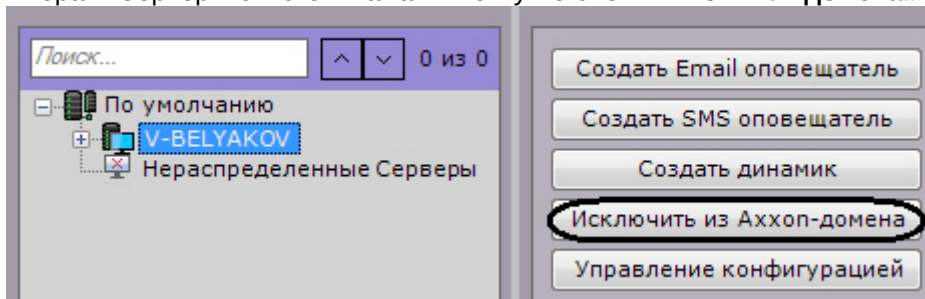 Поиск...
0 из 0
По умолчанию
V-BELYAKOV
Нераспределенные Серверы
Создать Email оповещатель
Создать SMS оповещатель
Создать динамик
Исключить из Axxon-домена
Управление конфигурацией